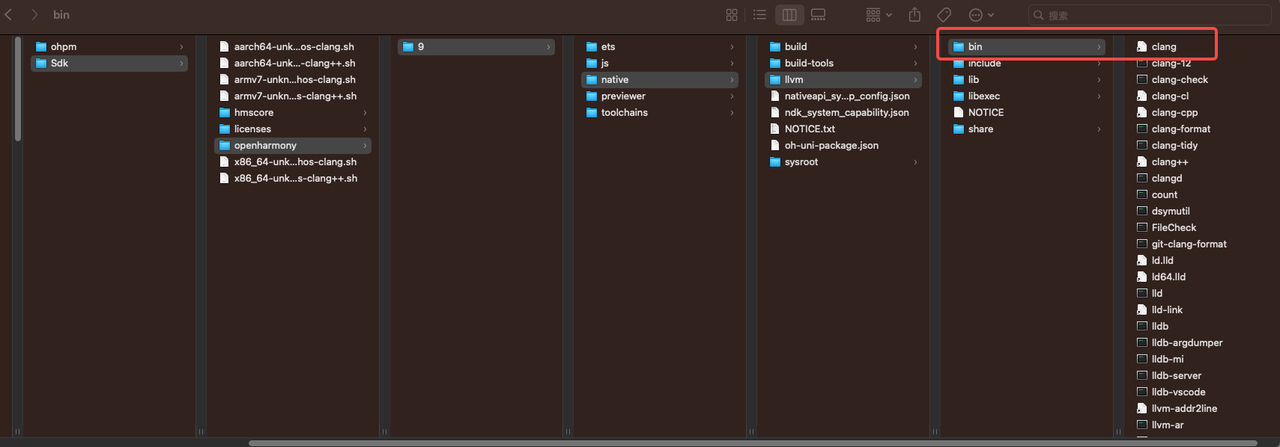 bin
搜索
ohpm
Sdk
aarch64-unk...os-clang.sh
aarch64-unk...-clang++.sh
armv7-unkn...hos-clang.sh
armv7-unkn...s-clang++.sh
hmscore
licenses
openharmony
x86_64-unk...hos-clang.sh
x86_64-unk...s-clang++.sh
9
ets
js
native
previewer
toolchains
build
build-tools
llvm
nativeapi_sy...p_config.json
ndk_system_capability.json
NOTICE.txt
oh-uni-package.json
sysroot
bin
include
lib
libexec
NOTICE
share
clang
clang-12
clang-check
clang-cl
clang-cpp
clang-format
clang-tidy
clang++
clangd
count
dsymutil
FileCheck
git-clang-format
ld.lld
ld64.lld
lld
lld-link
lldb
lldb-argdumper
lldb-mi
lldb-server
lldb-vscode
llvm-addr2line
llvm-ar